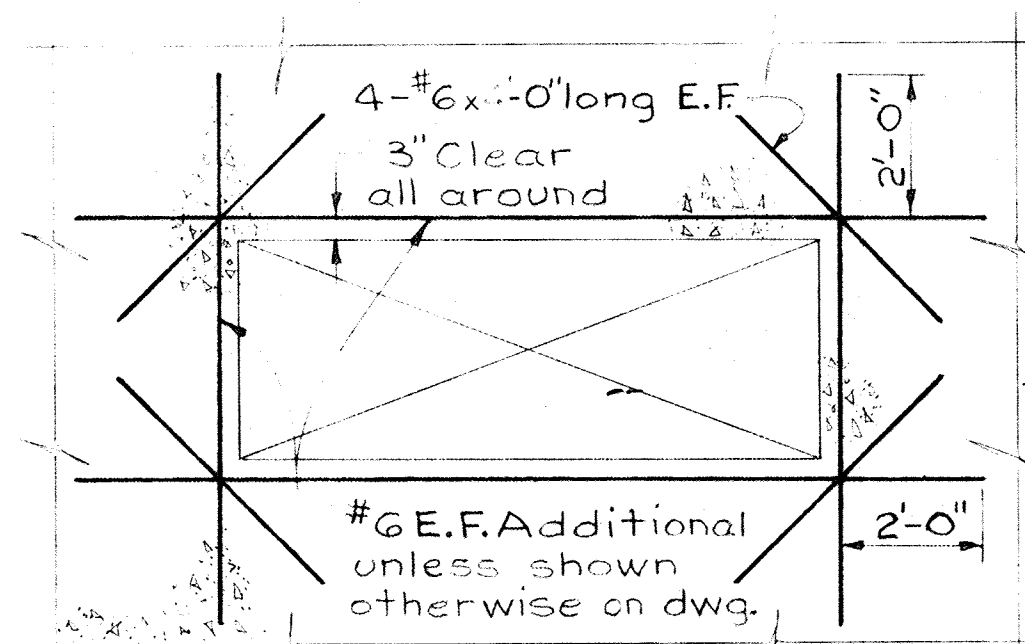 4-#6x -0" long E.F.
3" Clear
all around
2'-0"
2'-0"
#6 E.F. Additional
unless shown
otherwise on dwg.